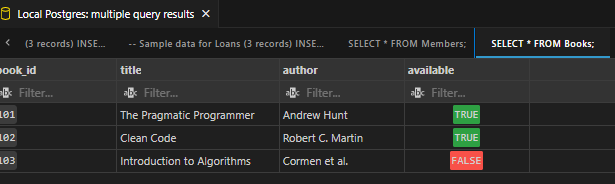 Local Postgres: multiple query results
(3 records) INSE... -- Sample data for Loans (3 records) INS... SELECT * FROM Members; SELECT * FROM Books;
ook_id title author available
Filter... Filter... Filter... Filter...
101 The Pragmatic Programmer Andrew Hunt TRUE
102 Clean Code Robert C. Martin TRUE
103 Introduction to Algorithms Cormen et al. FALSE